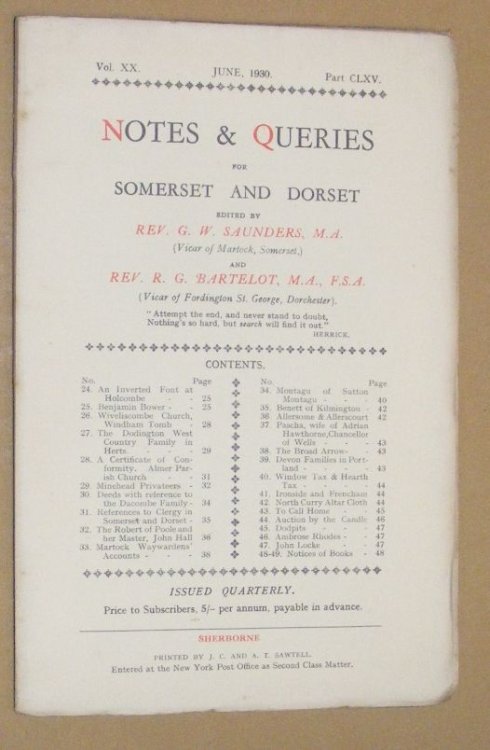 Vol. XX. JUNE, 1930. Part CLXV.
NOTES & QUERIES
FOR
SOMERSET AND DORSET
EDITED BY
REV. G. W. SAUNDERS, M.A.
(Vicar of Martock, Somerset.)
AND
REV. R. G. BARTELOT, M.A., F.S.A.
(Vicar of Fordington St. George, Dorchester).
"Attempt the end, and never stand to doubt,
Nothing's so hard, but search will find it out."
HERRICK.
CONTENTS.
No. Page
24. An Inverted Font at
Holcombe - - 25
25. Benjamin Bower - - 25
26. Wiveliscombe Church,
Windham Tomb - 28
27. The Dodington West
Country Family in
Herts. - - - 29
28. A Certificate of Con-
formity. Almer Par-
ish Church - - 31
29. Minehead Privateers - 32
30. Deeds with reference to
the Dacombe Family - 34
31. References to Clergy in
Somerset and Dorset - 35
32. The Robert of Poole and
her Master, John Hall 36
33. Martock Waywardens'
Accounts - - - 38
No. Page
34. Montagu of Sutton
Montagu - - - 40
35. Benett of Kilmington - 42
36. Allersome & Allerscourt 42
37. Pascha, wife of Adrian
Hawthorne, Chancellor
of Wells - - - 43
38. The Broad Arrow- - 43
39. Devon Families in Port-
land - - - - 43
40. Window Tax & Hearth
Tax - - - - 44
41. Ironside and Frencham 44
42. North Curry Altar Cloth 44
43. To Call Home - - 45
44. Auction by the Candle 46
45. Dodpits - - - 47
46. Ambrose Rhodes - - 47
47. John Locke - - 47
48-49. Notices of Books - 48
ISSUED QUARTERLY.
Price to Subscribers, 5/- per annum, payable in advance.
SHERBORNE
PRINTED BY J. C. AND A. T. SAWTELL.
Entered at the New York Post Office as Second Class Matter.